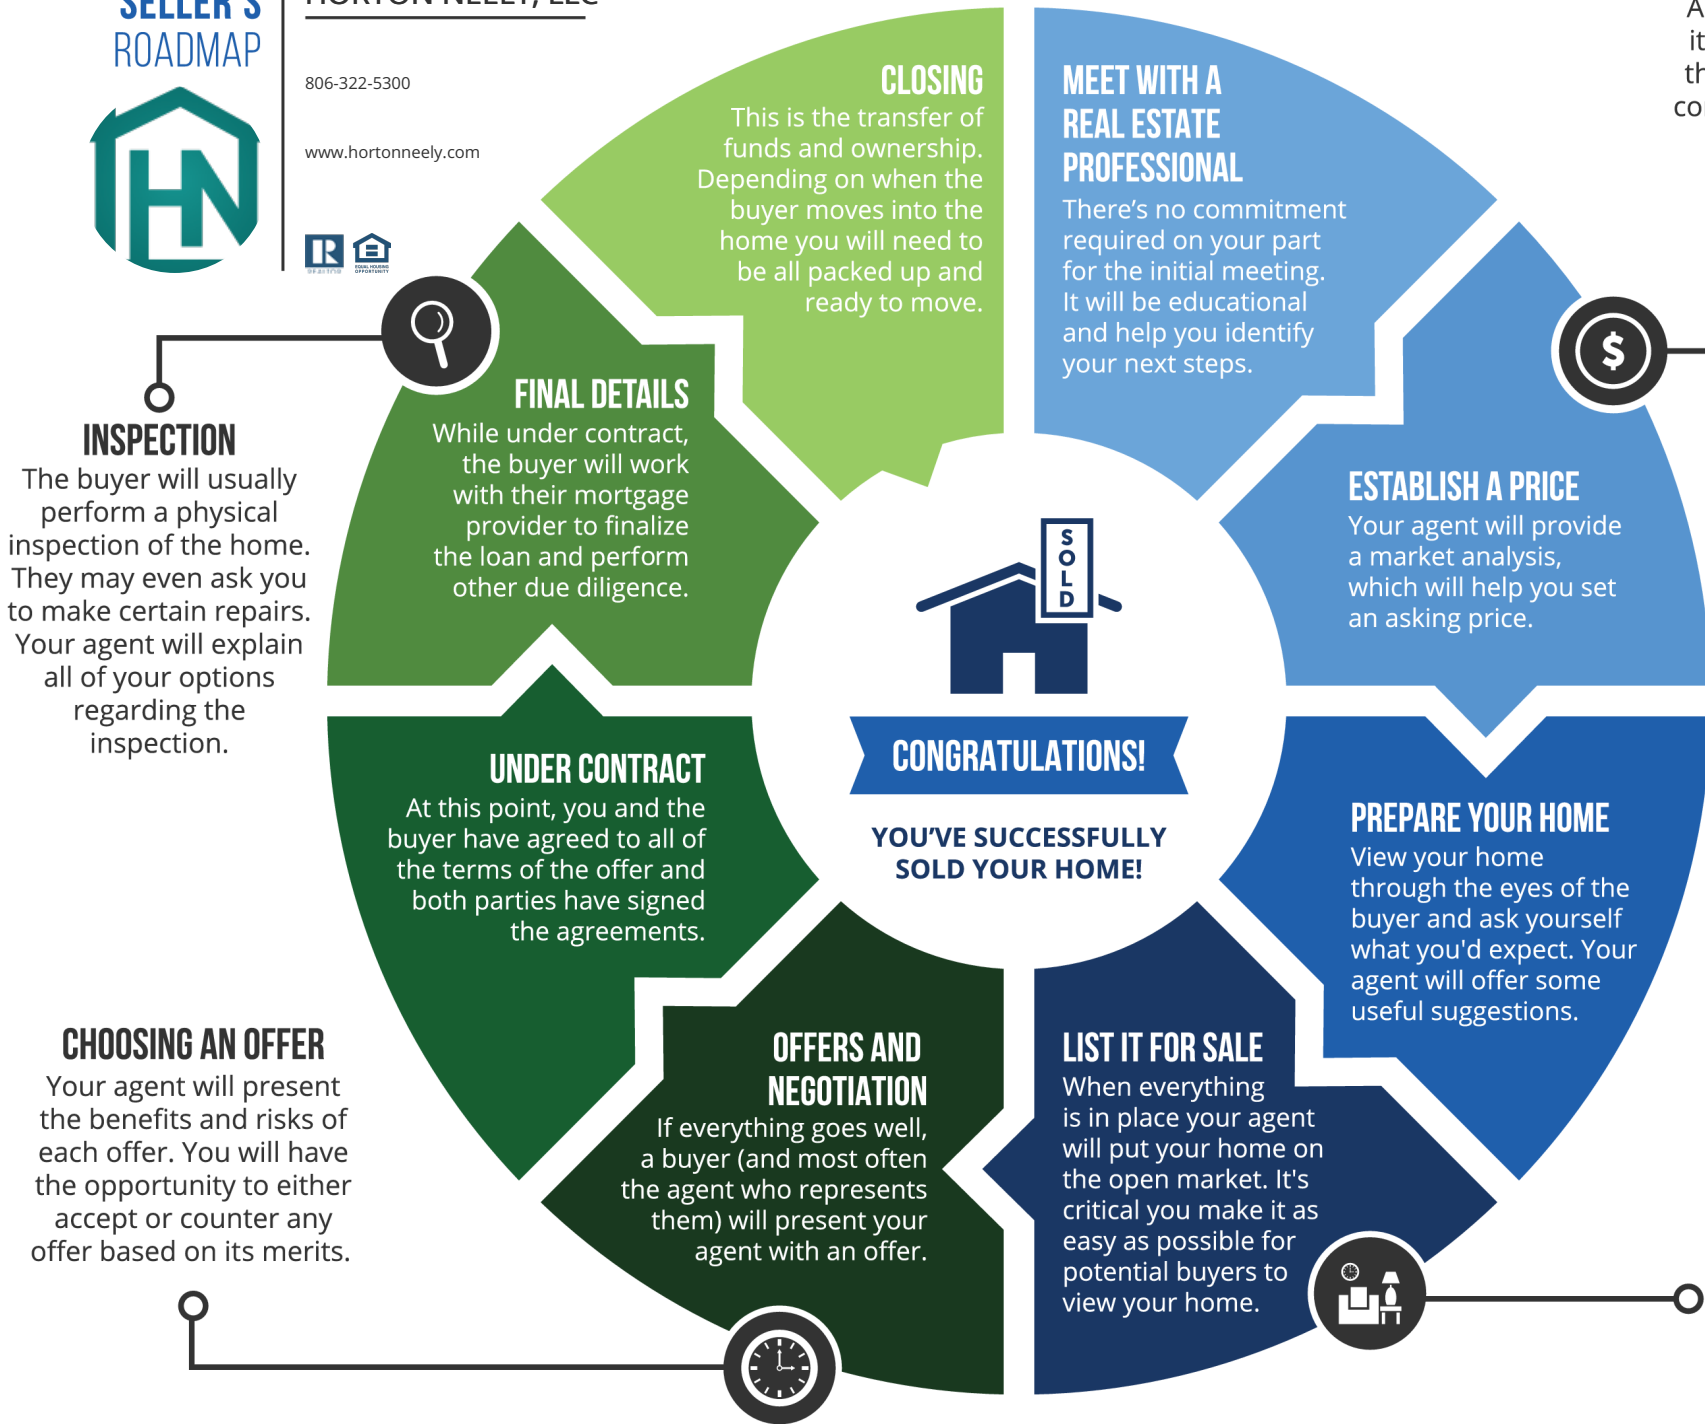 SELLER'S
ROADMAP
HORTON NEELY, LLC
806-322-5300
www.hortonneely.com
HN
R
REALTOR
EQUAL HOUSING
OPPORTUNITY
CLOSING
This is the transfer of
funds and ownership.
Depending on when the
buyer moves into the
home you will need to
be all packed up and
ready to move.
MEET WITH A
REAL ESTATE
PROFESSIONAL
There's no commitment
required on your part
for the initial meeting.
It will be educational
and help you identify
your next steps.
$
ESTABLISH A PRICE
Your agent will provide
a market analysis,
which will help you set
an asking price.
PREPARE YOUR HOME
View your home
through the eyes of the
buyer and ask yourself
what you'd expect. Your
agent will offer some
useful suggestions.
LIST IT FOR SALE
When everything
is in place your agent
will put your home on
the open market. It's
critical you make it as
easy as possible for
potential buyers to
view your home.
OFFERS AND
NEGOTIATION
If everything goes well,
a buyer (and most often
the agent who represents
them) will present your
agent with an offer.
CHOOSING AN OFFER
Your agent will present
the benefits and risks of
each offer. You will have
the opportunity to either
accept or counter any
offer based on its merits.
UNDER CONTRACT
At this point, you and the
buyer have agreed to all of
the terms of the offer and
both parties have signed
the agreements.
FINAL DETAILS
While under contract,
the buyer will work
with their mortgage
provider to finalize
the loan and perform
other due diligence.
INSPECTION
The buyer will usually
perform a physical
inspection of the home.
They may even ask you
to make certain repairs.
Your agent will explain
all of your options
regarding the
inspection.
SOLD
CONGRATULATIONS!
YOU'VE SUCCESSFULLY
SOLD YOUR HOME!